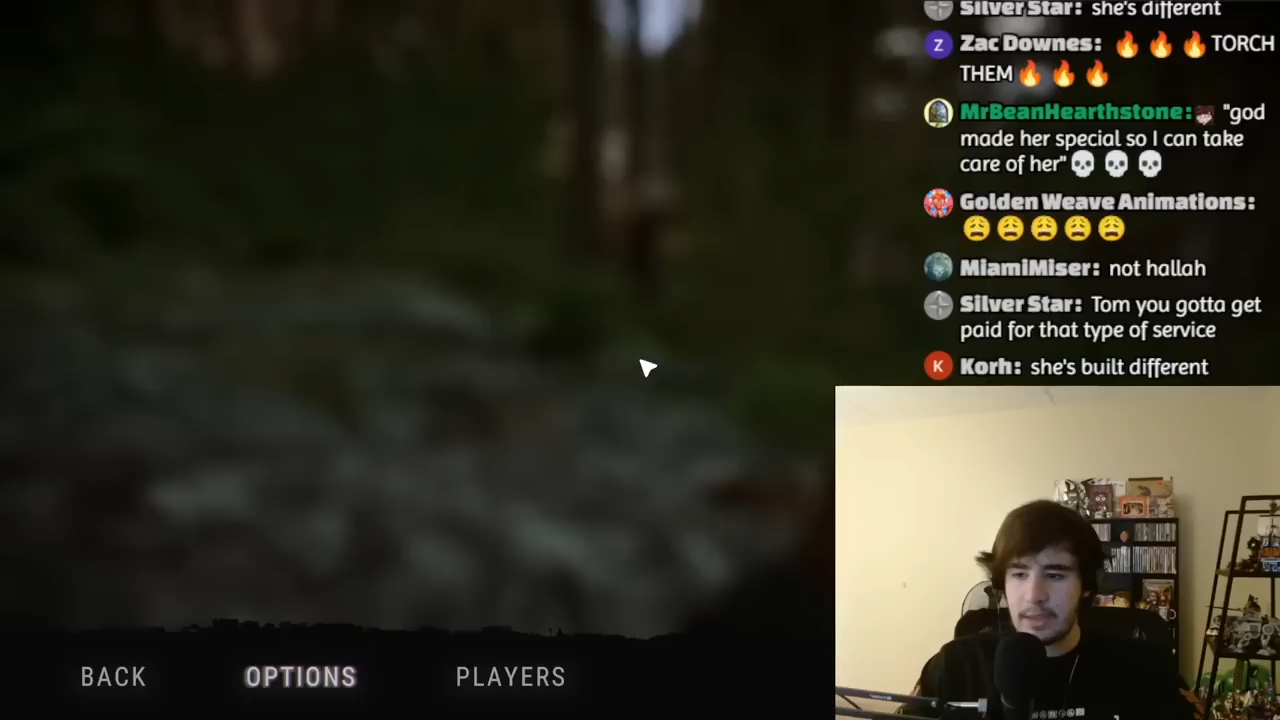 Silver Star: she's different
Z Zac Downes: 🔥 🔥 🔥 TORCH
THEM 🔥 🔥 🔥
MrBeanHearthstone: "god
made her special so I can take
care of her" 💀 💀 💀
Golden Weave Animations:
😩 😩 😩 😩 😩
MiamiMiser: not hallah
Silver Star: Tom you gotta get
paid for that type of service
K Korh: she's built different
BACK OPTIONS PLAYERS